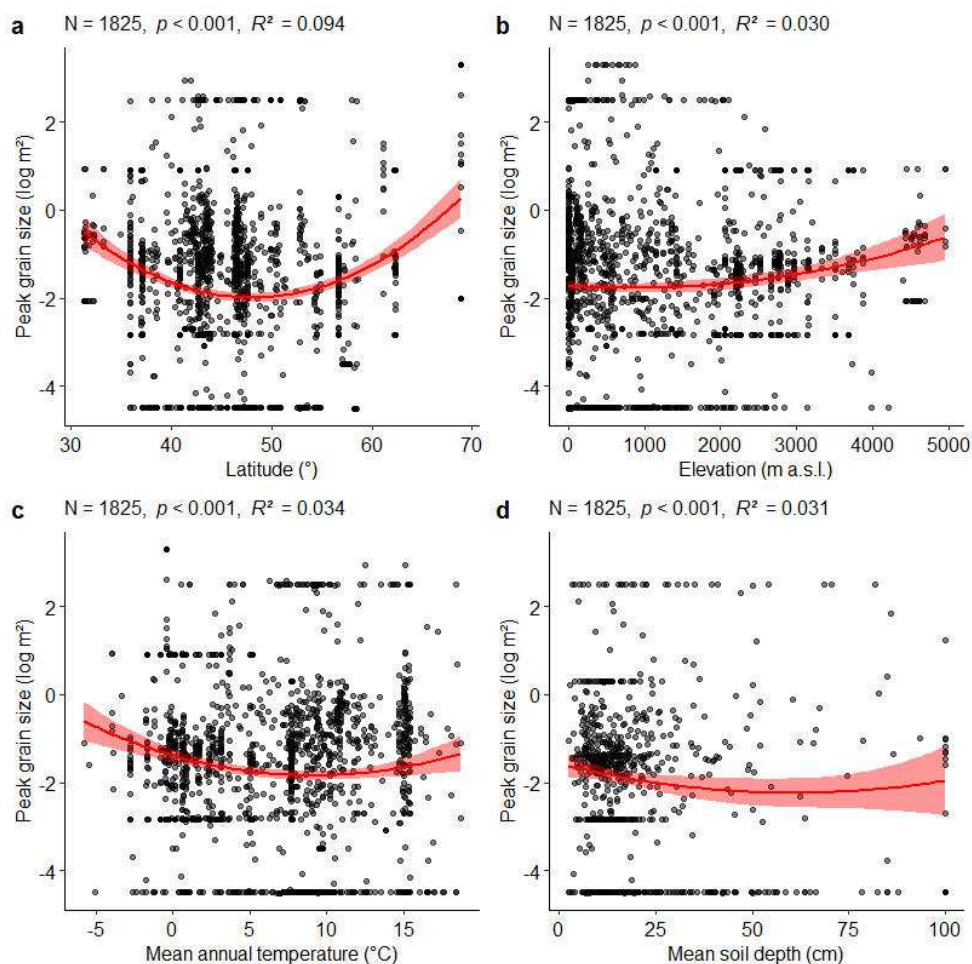 a N = 1825, p < 0.001, R² = 0.094
Peak grain size (log m²)
2
0
-2
-4
30 40 50 60 70
Latitude (°)
b N = 1825, p < 0.001, R² = 0.030
Peak grain size (log m²)
2
0
-2
-4
0 1000 2000 3000 4000 5000
Elevation (m a.s.l.)
c N = 1825, p < 0.001, R² = 0.034
Peak grain size (log m²)
2
0
-2
-4
-5 0 5 10 15
Mean annual temperature (°C)
d N = 1825, p < 0.001, R² = 0.031
Peak grain size (log m²)
2
0
-2
-4
0 25 50 75 100
Mean soil depth (cm)